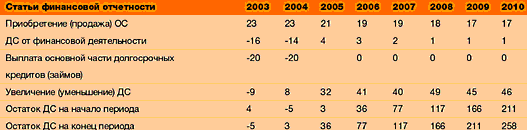 Статьи финансовой отчетности 2003 2004 2005 2006 2007 2008 2009 2010
Приобретение (продажа) ОС 23 23 21 19 19 18 17 17
ДС от финансовой деятельности -16 -14 4 3 2 1 1 1
Выплата основной части долгосрочных -20 -20 0 0 0 0 0
кредитов (займов)
Увеличение (уменьшение) ДС -9 8 32 41 40 49 45 46
Остаток ДС на начало периода 4 -5 3 36 77 117 166 211
Остаток ДС на конец периода -5 3 36 77 117 166 211 258